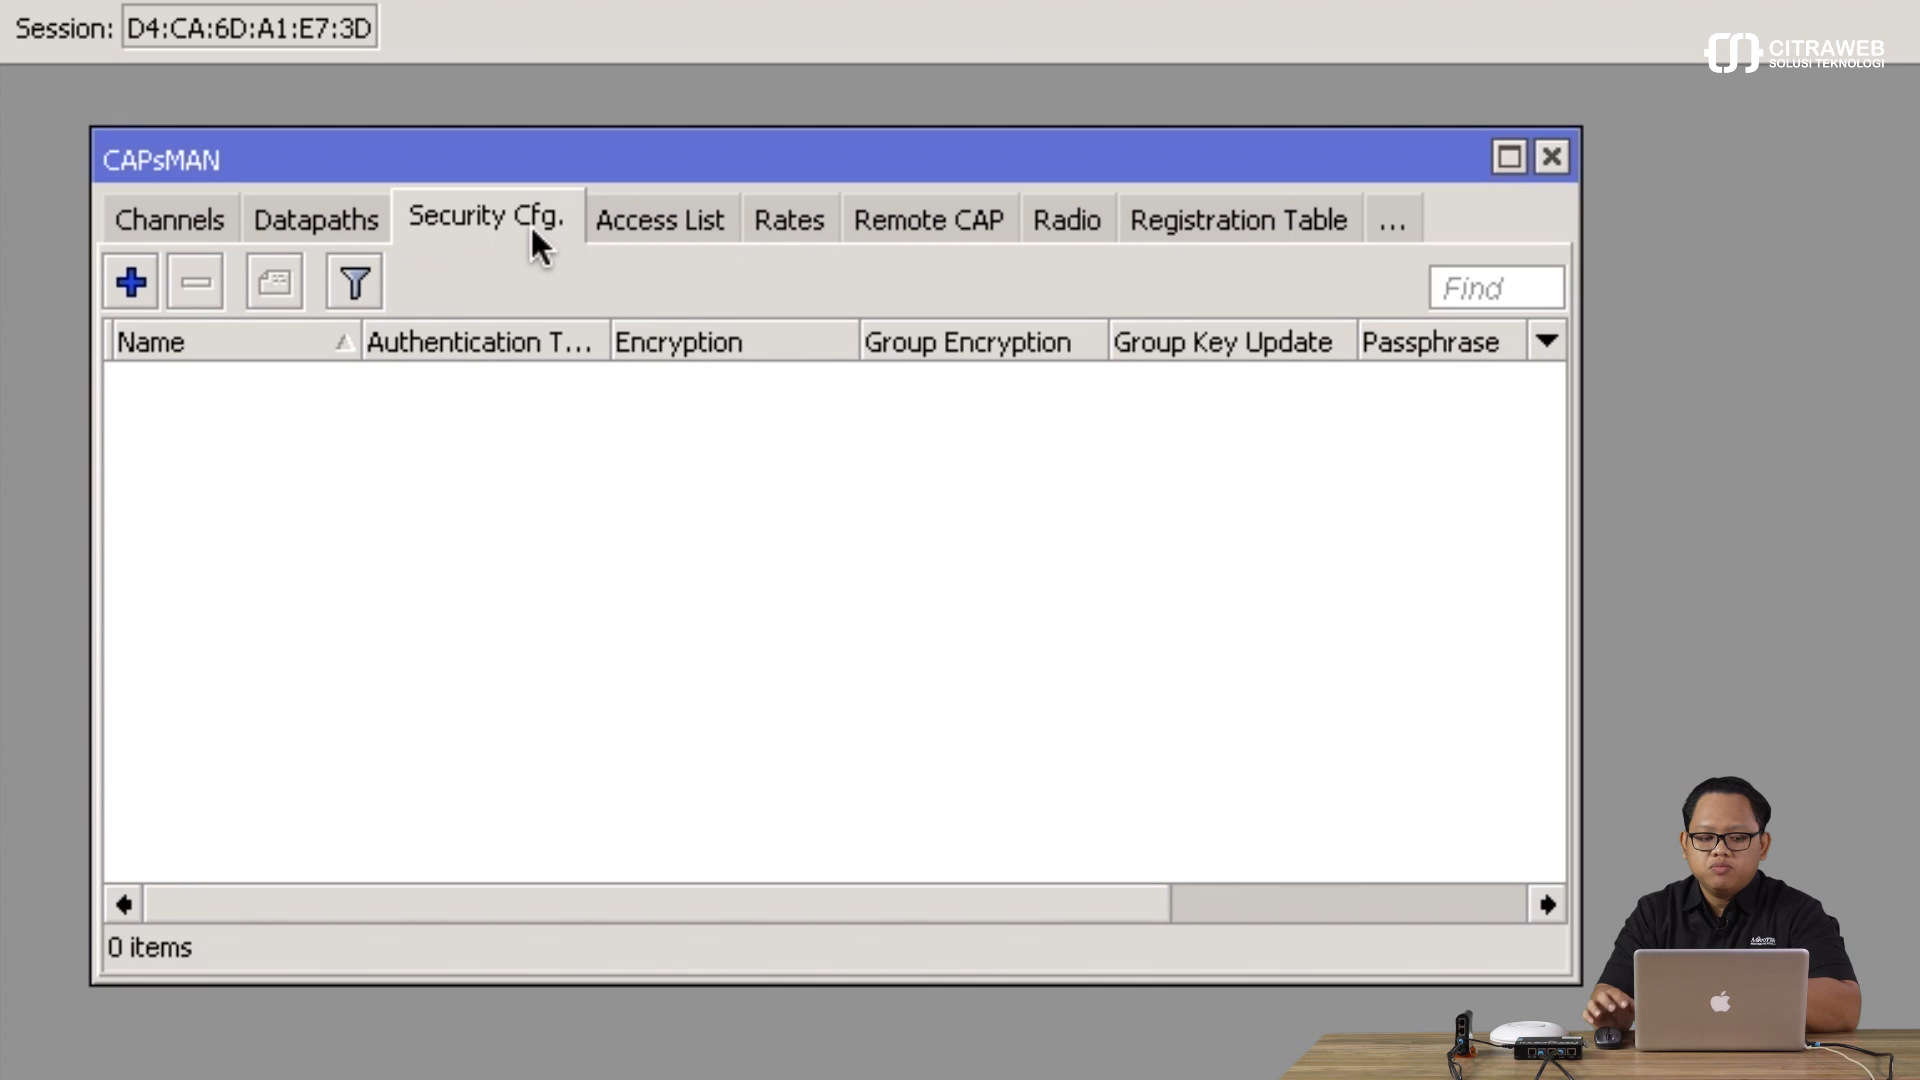 Session: D4:CA:6D:A1:E7:3D
CITRAWEB
SOLUSI TEKNOLOGI
CAPsMAN
Channels Datapaths Security Cfg. Access List Rates Remote CAP Radio Registration Table ...
Find
Name Authentication T... Encryption Group Encryption Group Key Update Passphrase
0 items